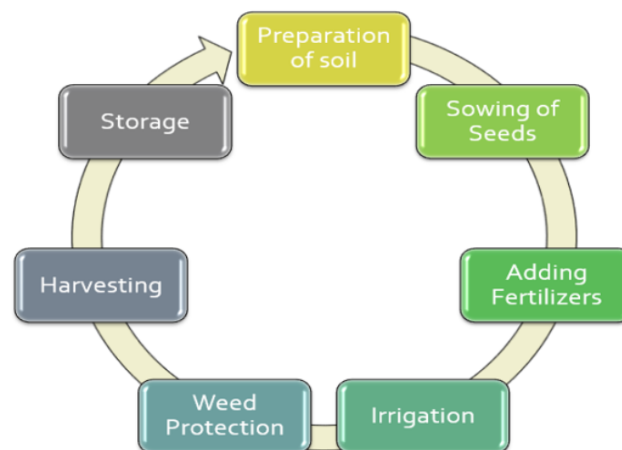 Preparation
of soil
Sowing of
Seeds
Adding
Fertilizers
Irrigation
Weed
Protection
Harvesting
Storage